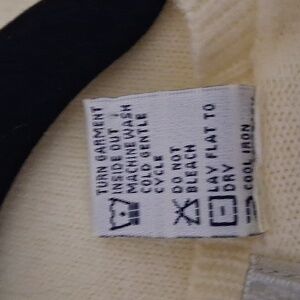 TURN GARMENT
INSIDE OUT
MACHINE WASH
COLD GENTLE
CYCLE
DO NOT
BLEACH
LAY FLAT TO
DRY
COOL IRON